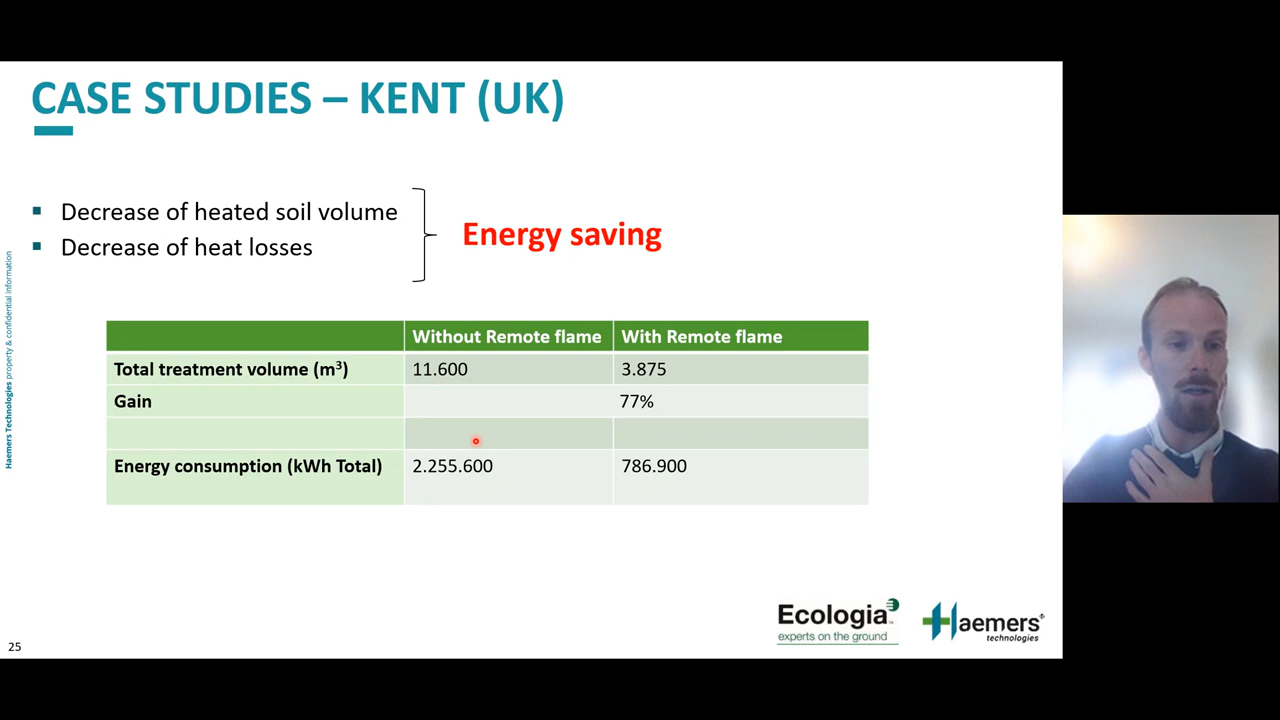 CASE STUDIES – KENT (UK)
▪ Decrease of heated soil volume
▪ Decrease of heat losses
Energy saving
Without Remote flame With Remote flame
Total treatment volume (m³) 11.600 3.875
Gain 77%
Energy consumption (kWh Total) 2.255.600 786.900
Haemers Technologies property & confidential information
Ecologia™
experts on the ground
Haemers®
technologies
25